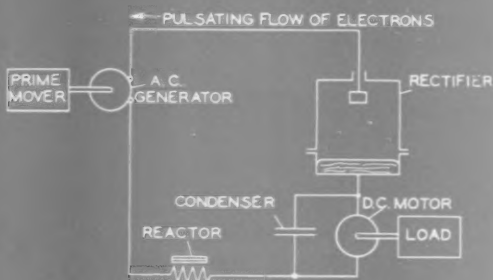 PULSATING FLOW OF ELECTRONS
PRIME
MOVER
A.C.
GENERATOR
RECTIFIER
CONDENSER
D.C. MOTOR
REACTOR
LOAD